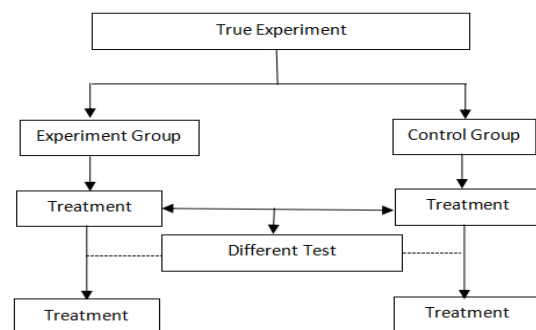 True Experiment
Experiment Group
Control Group
Treatment
Treatment
Different Test
Treatment
Treatment